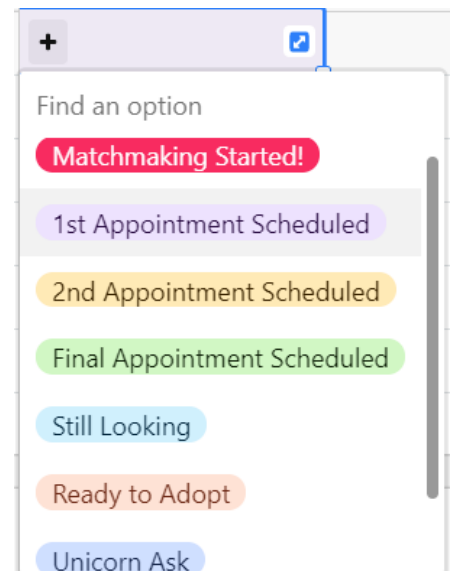 Find an option
Matchmaking Started!
1st Appointment Scheduled
2nd Appointment Scheduled
Final Appointment Scheduled
Still Looking
Ready to Adopt
Unicorn Ask